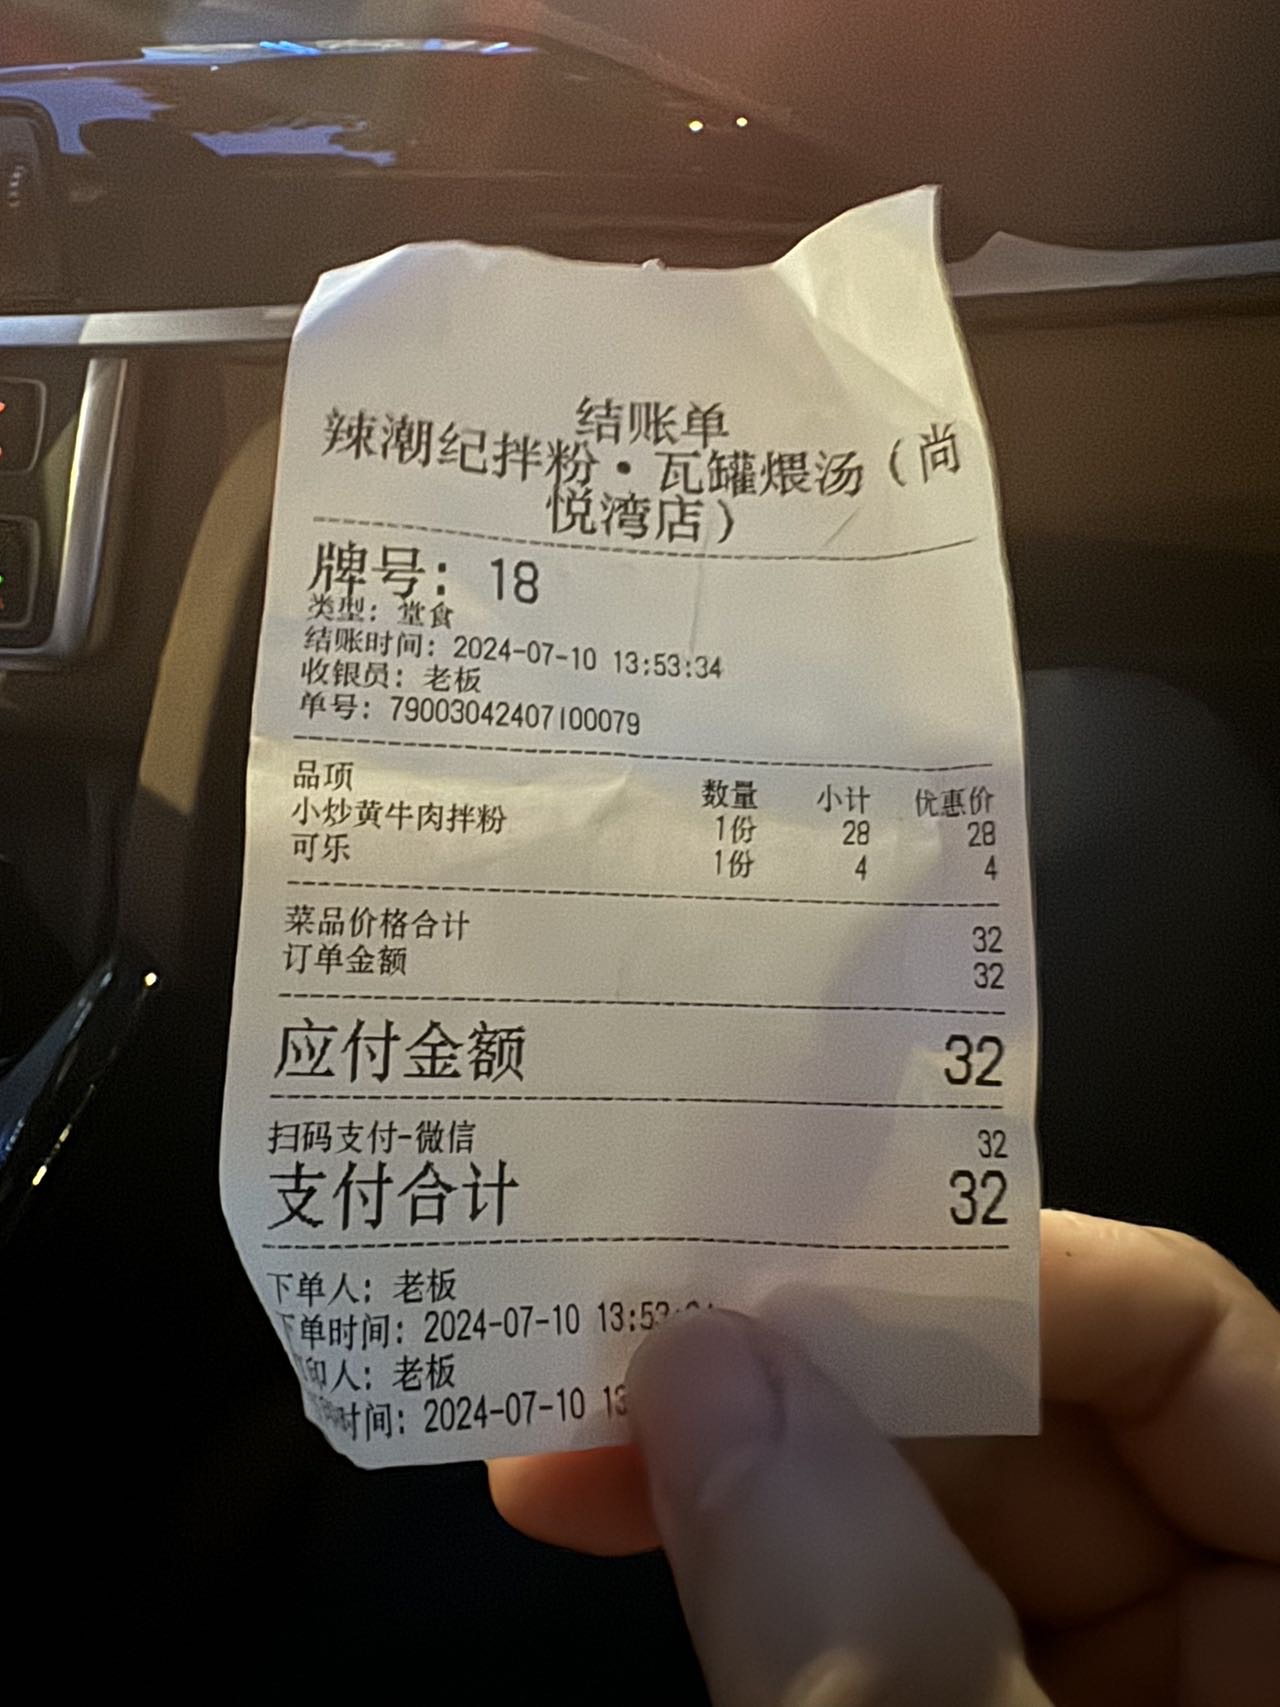 结账单
辣潮纪拌粉·瓦罐煨汤（尚
悦湾店）
牌号：18
类型：堂食
结账时间：2024-07-10 13:53:34
收银员：老板
单号：79003042407100079
品项 数量 小计 优惠价
小炒黄牛肉拌粉 1份 28 28
可乐 1份 4 4
菜品价格合计 32
订单金额 32
应付金额 32
扫码支付-微信 32
支付合计 32
下单人：老板
下单时间：2024-07-10 13:53
印人：老板
时间：2024-07-10 13